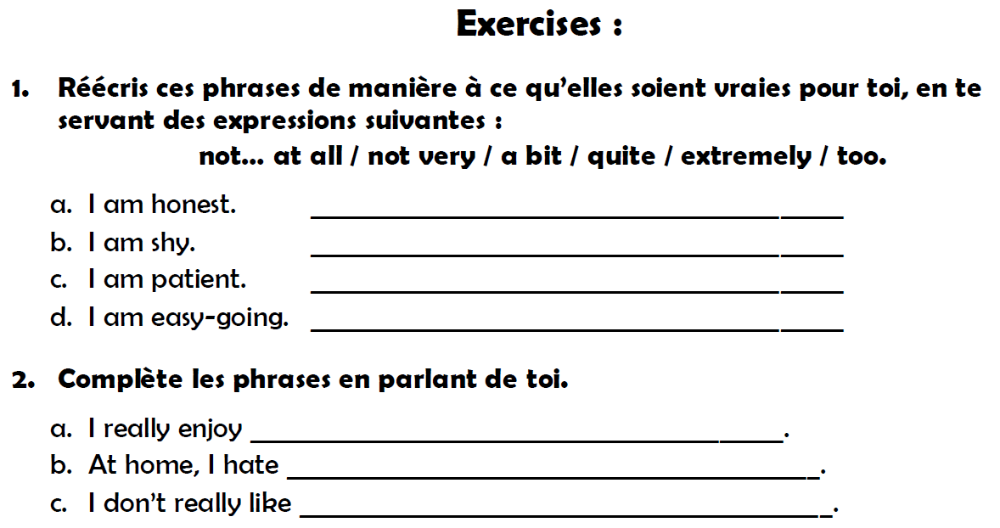 Exercises :
1. Réécris ces phrases de manière à ce qu’elles soient vraies pour toi, en te
servant des expressions suivantes :
not... at all / not very / a bit / quite / extremely / too.
a. I am honest. ______________________________
b. I am shy. ______________________________
c. I am patient. ______________________________
d. I am easy-going. ______________________________
2. Complète les phrases en parlant de toi.
a. I really enjoy ______________________________.
b. At home, I hate ______________________________.
c. I don’t really like ______________________________.